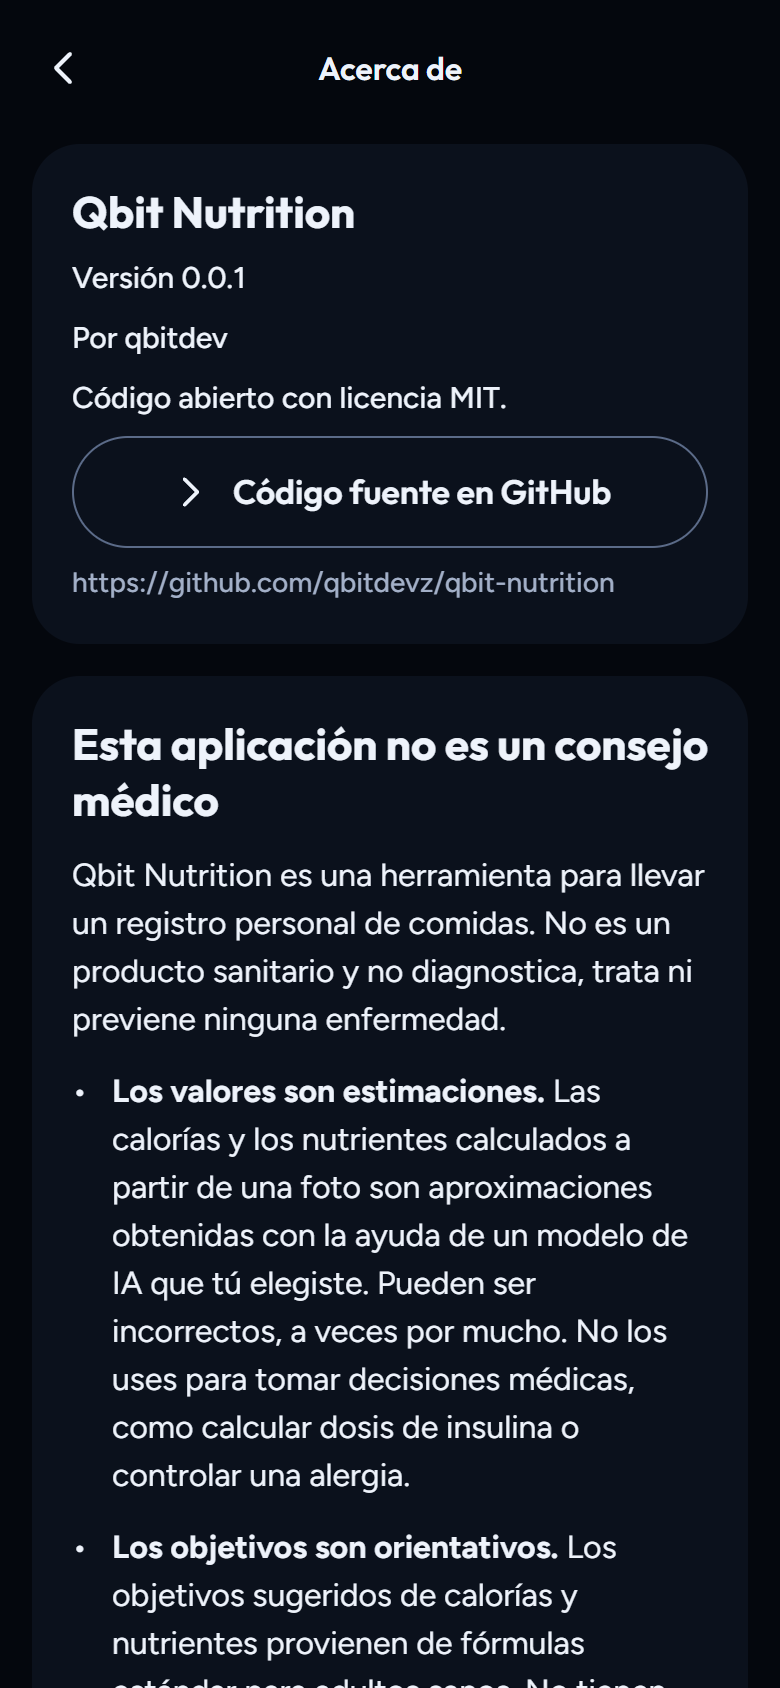 Acerca de
Qbit Nutrition
Versión 0.0.1
Por qbitdev
Código abierto con licencia MIT.
Código fuente en GitHub
https://github.com/qbitdevz/qbit-nutrition
Esta aplicación no es un consejo
médico
Qbit Nutrition es una herramienta para llevar
un registro personal de comidas. No es un
producto sanitario y no diagnostica, trata ni
previene ninguna enfermedad.
• Los valores son estimaciones. Las
calorías y los nutrientes calculados a
partir de una foto son aproximaciones
obtenidas con la ayuda de un modelo de
IA que tú elegiste. Pueden ser
incorrectos, a veces por mucho. No los
uses para tomar decisiones médicas,
como calcular dosis de insulina o
controlar una alergia.
• Los objetivos son orientativos. Los
objetivos sugeridos de calorías y
nutrientes provienen de fórmulas
estándar para adultos sanos. No tienen